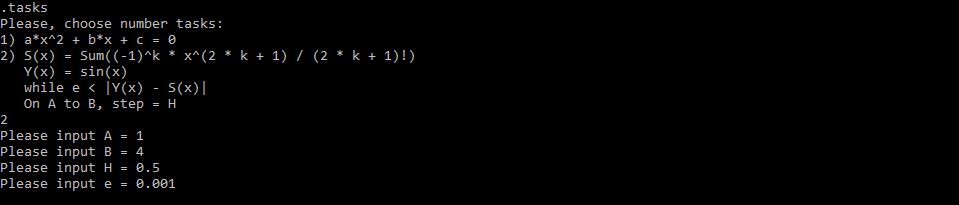 .tasks
Please, choose number tasks:
1) a*x^2 + b*x + c = 0
2) S(x) = Sum((-1)^k * x^(2 * k + 1) / (2 * k + 1)!)
   Y(x) = sin(x)
   while e < |Y(x) - S(x)|
   On A to B, step = H
2
Please input A = 1
Please input B = 4
Please input H = 0.5
Please input e = 0.001